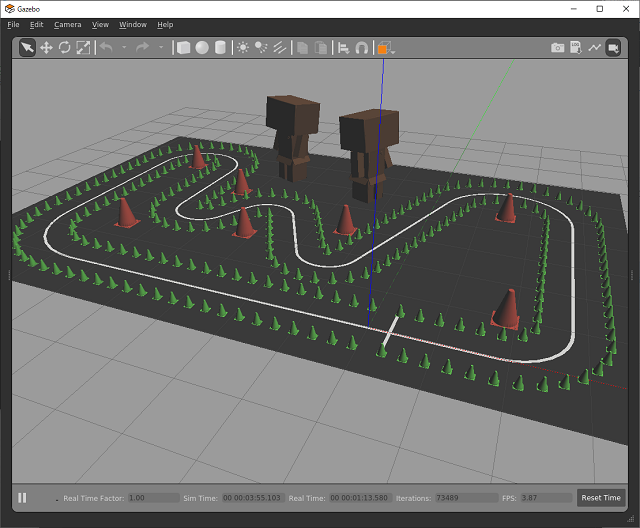 Gazebo
File Edit Camera View Window Help
Real Time Factor: 1.00 Sim Time: 00 00:03:55.103 Real Time: 00 00:01:13.580 Iterations: 73489 FPS: 3.87 Reset Time